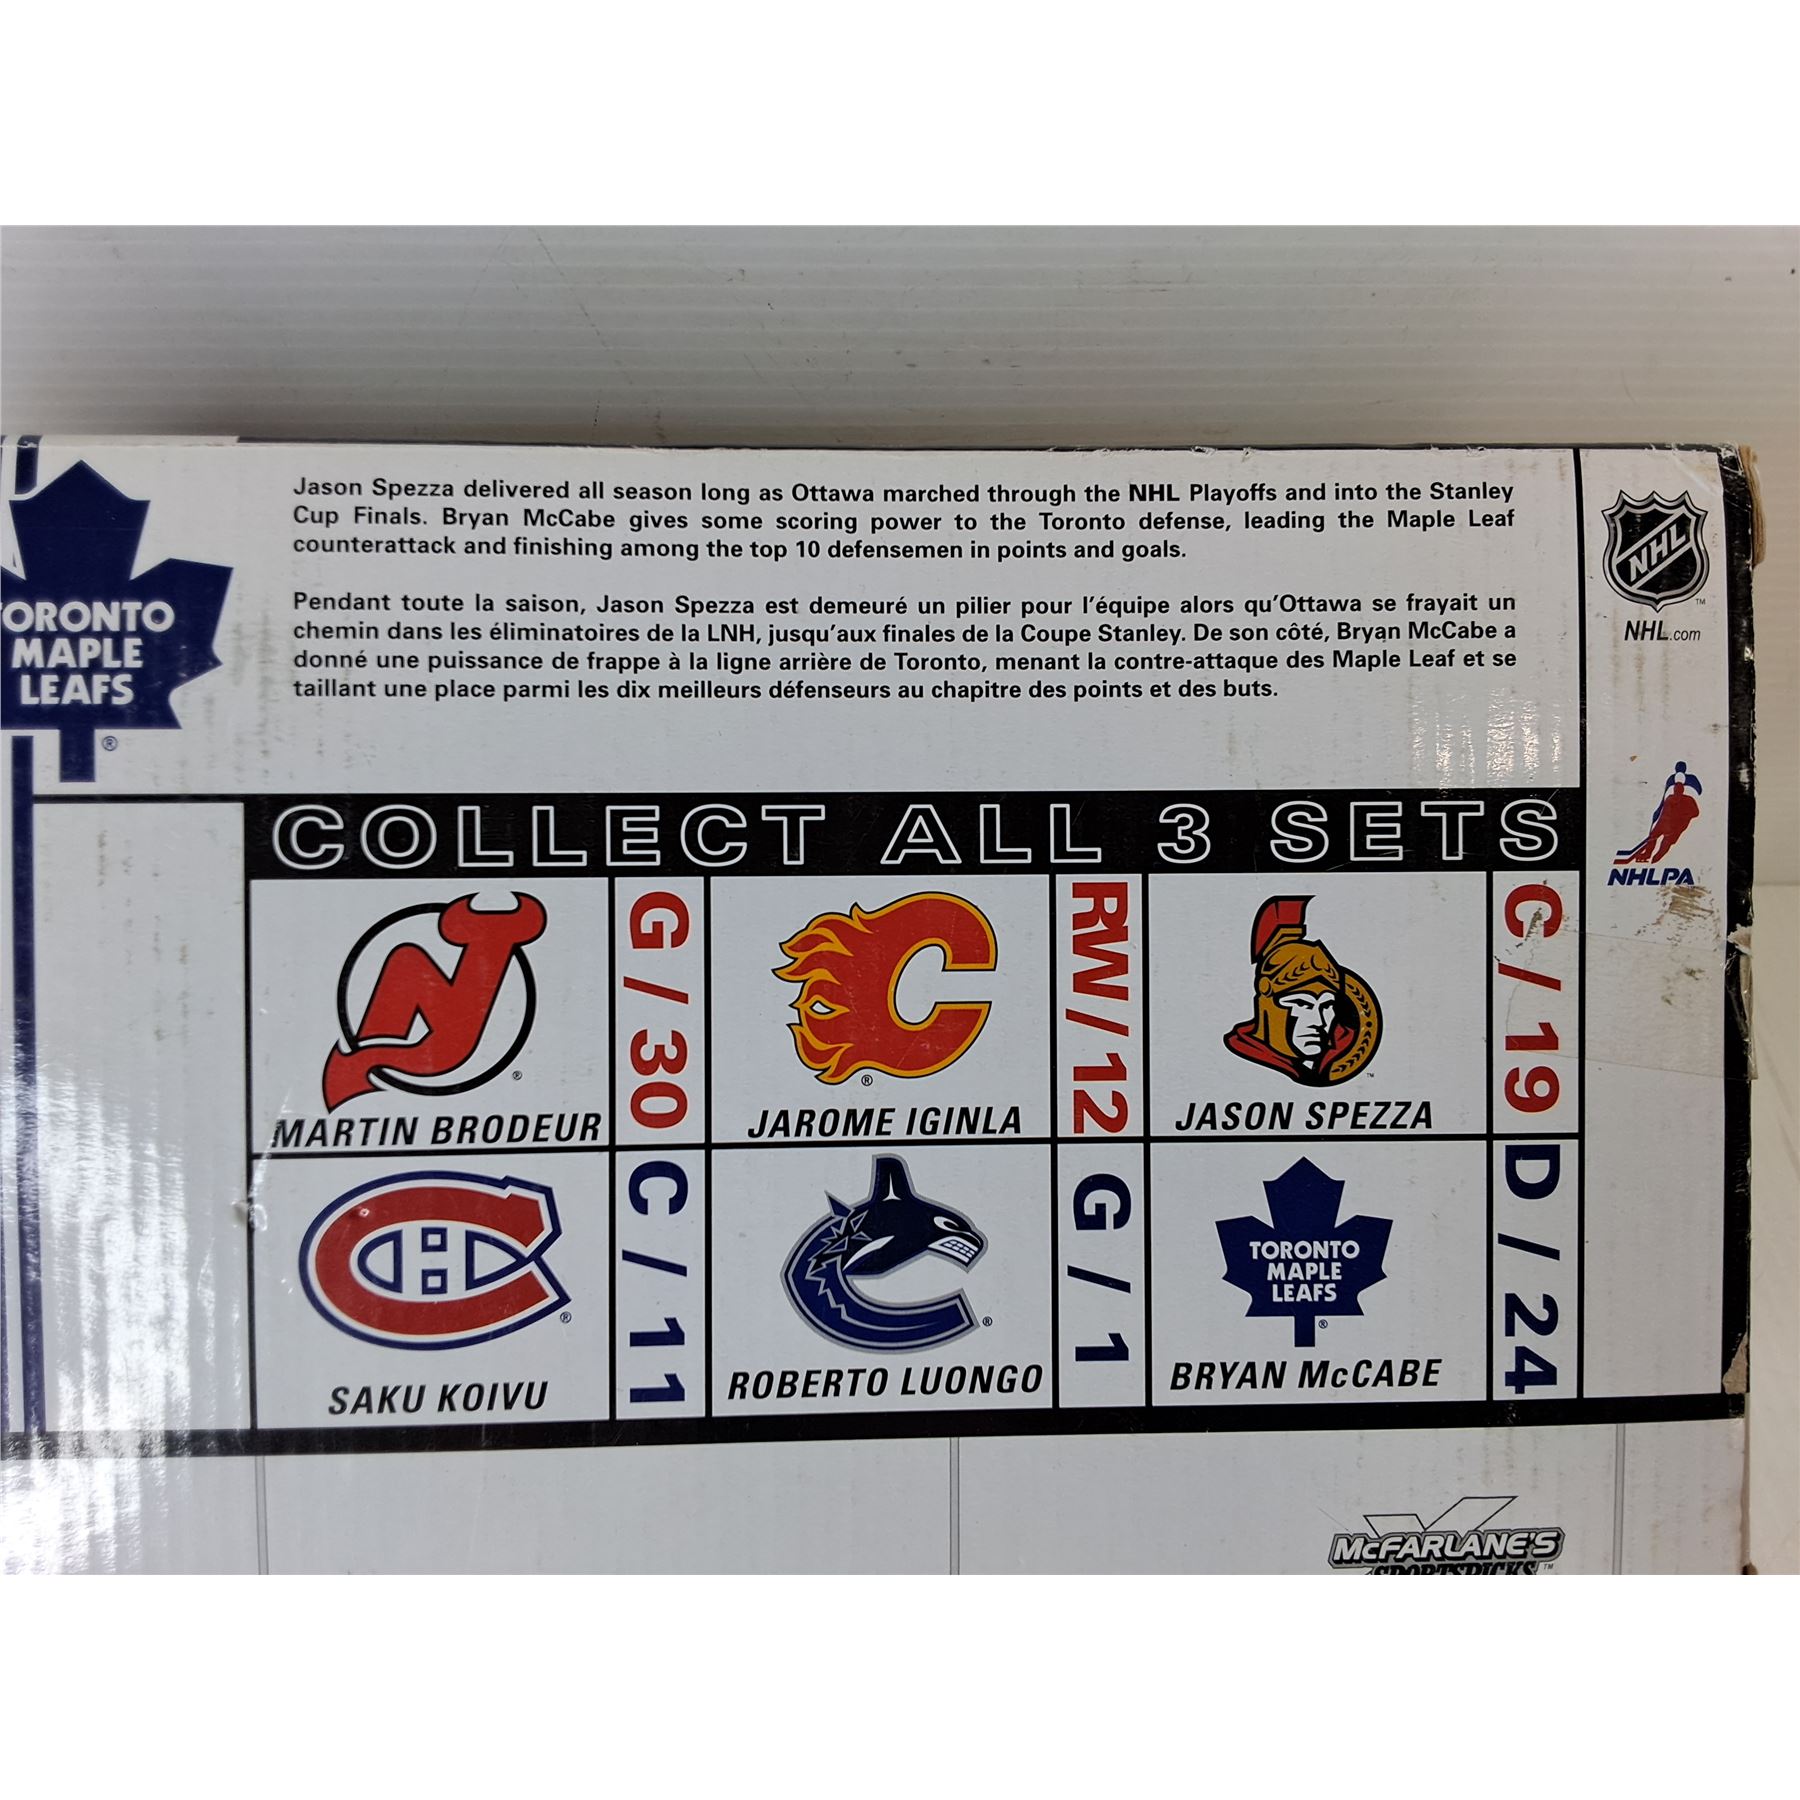 Jason Spezza delivered all season long as Ottawa marched through the NHL Playoffs and into the Stanley
Cup Finals. Bryan McCabe gives some scoring power to the Toronto defense, leading the Maple Leaf
counterattack and finishing among the top 10 defensemen in points and goals.
Pendant toute la saison, Jason Spezza est demeuré un pilier pour l'équipe alors qu'Ottawa se frayait un
chemin dans les éliminatoires de la LNH, jusqu'aux finales de la Coupe Stanley. De son côté, Bryan McCabe a
donné une puissance de frappe à la ligne arrière de Toronto, menant la contre-attaque des Maple Leaf et se
taillant une place parmi les dix meilleurs défenseurs au chapitre des points et des buts.
ORONTO
MAPLE
LEAFS
®
NHL
™
NHL.com
NHLPA
COLLECT ALL 3 SETS
®
MARTIN BRODEUR
G / 30
®
JAROME IGINLA
RW / 12
™
JASON SPEZZA
C / 19
®
SAKU KOIVU
C / 11
®
ROBERTO LUONGO
G / 1
TORONTO
MAPLE
LEAFS
®
BRYAN McCABE
D / 24
McFARLANE'S
SPORTSPICKS ™